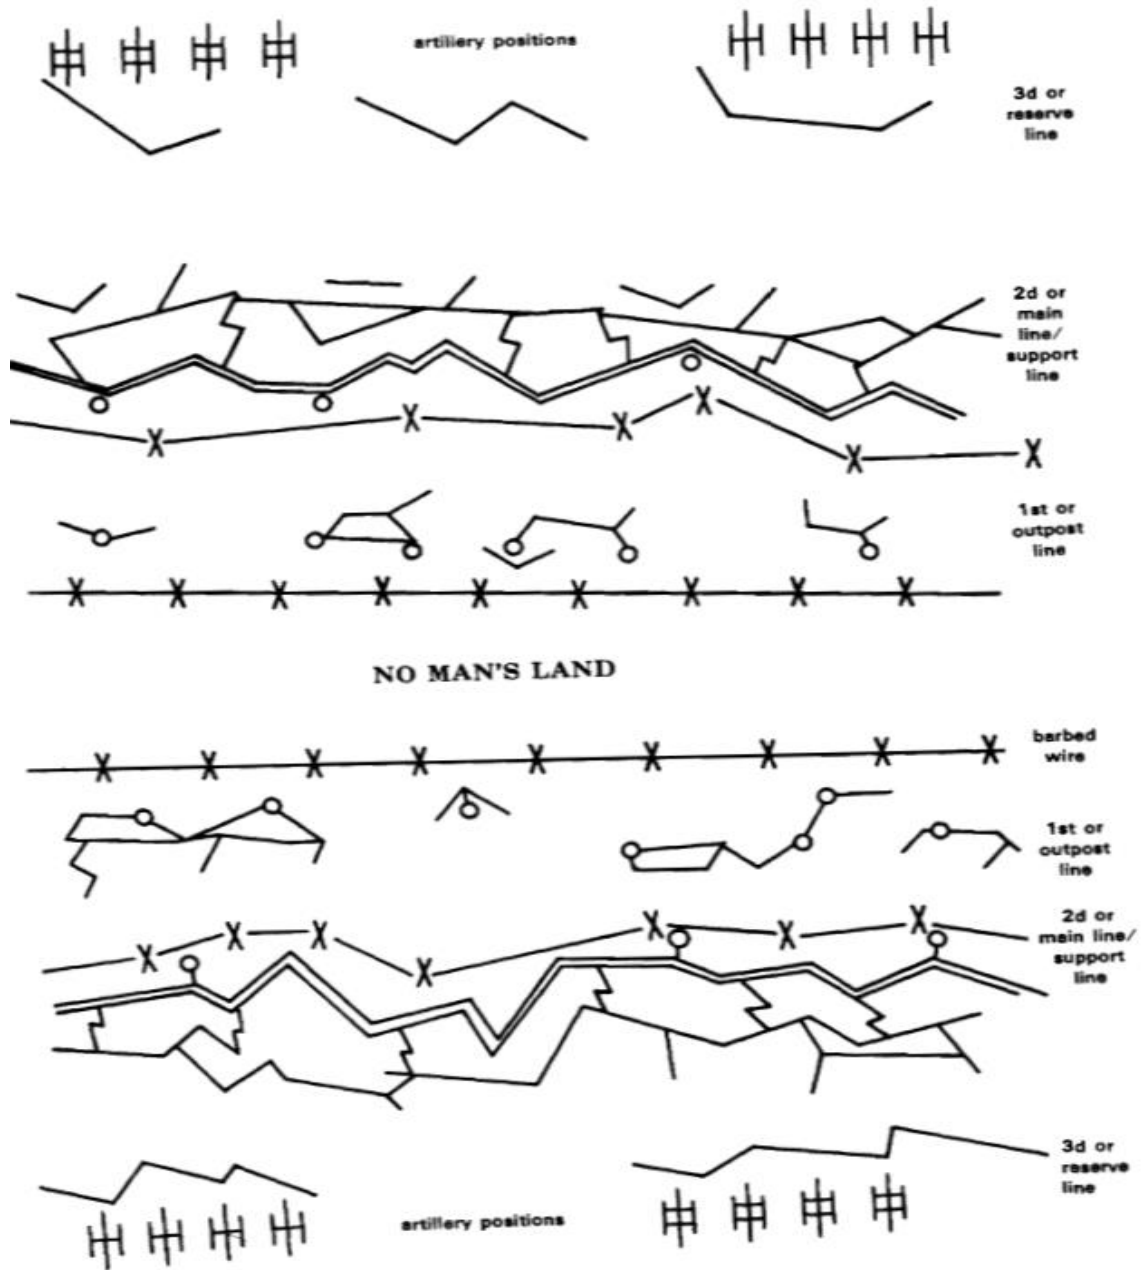 artillery positions
3d or
reserve
line
2d or
main
line/
support
line
1st or
outpost
line
NO MAN'S LAND
barbed
wire
1st or
outpost
line
2d or
main line/
support
line
3d or
reserve
line
artillery positions